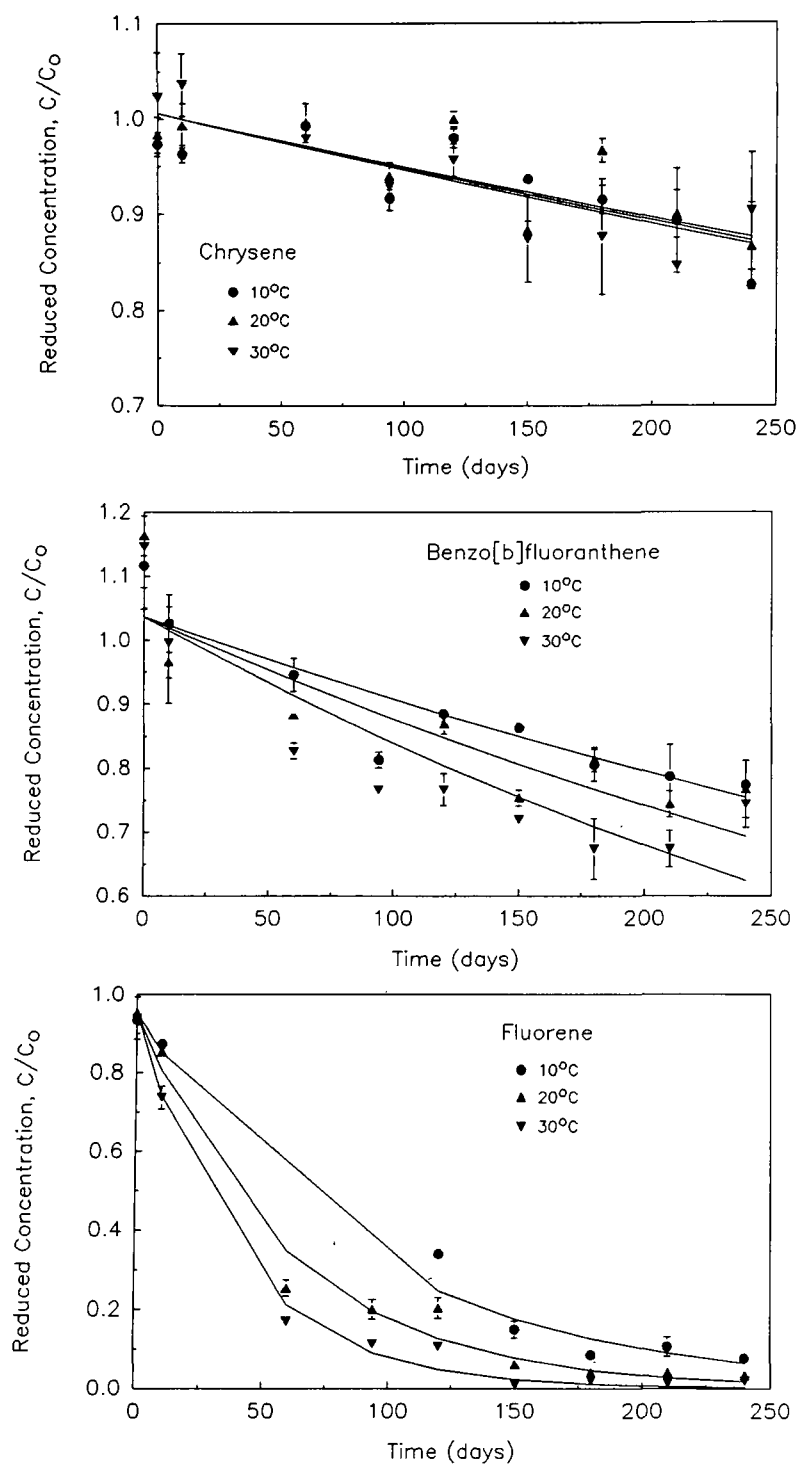 1.1
1.0
0.9
0.8
0.7
Reduced Concentration, C/Co
Chrysene
10°C
20°C
30°C
0 50 100 150 200 250
Time (days)
1.2
1.1
1.0
0.9
0.8
0.7
0.6
Reduced Concentration, C/Co
Benzo[b]fluoranthene
10°C
20°C
30°C
0 50 100 150 200 250
Time (days)
1.0
0.8
0.6
0.4
0.2
0.0
Reduced Concentration, C/Co
Fluorene
10°C
20°C
30°C
0 50 100 150 200 250
Time (days)